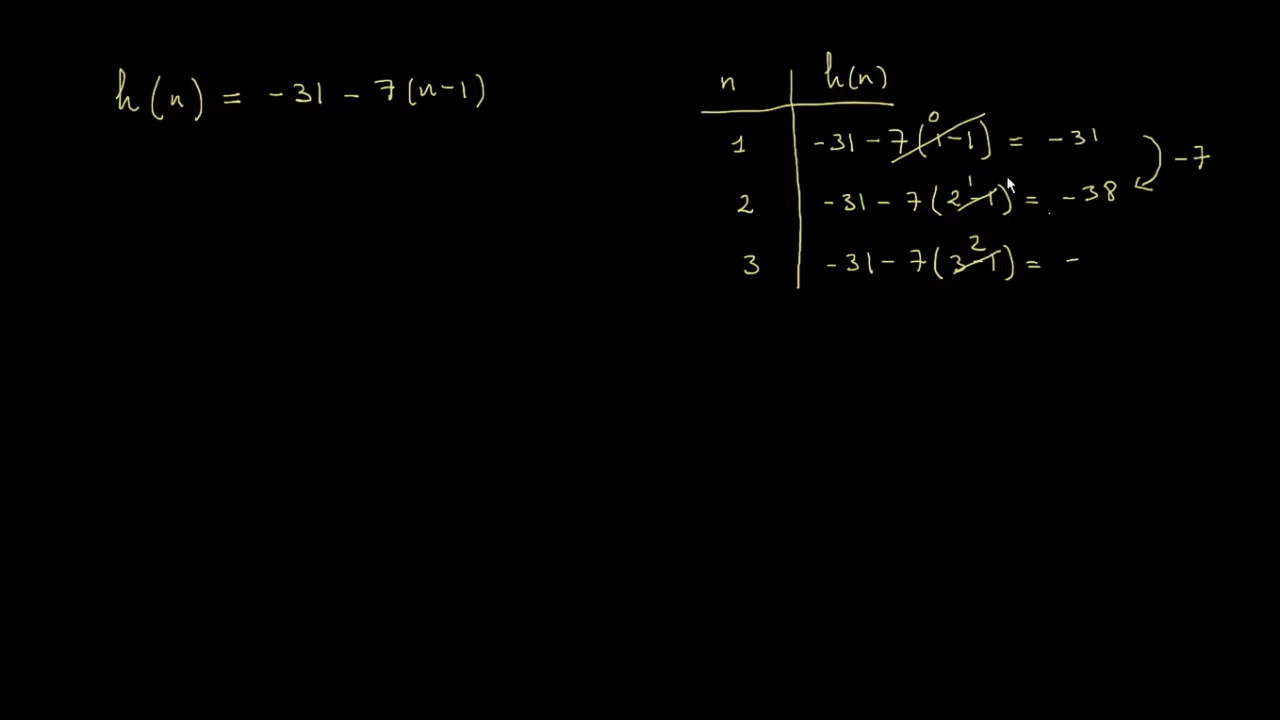 h(n) = -31 - 7(n-1)
n h(n)
1 -31 - 7(1-1) = -31
0
-7
2 -31 - 7(2-1) = -38
1
3 -31 - 7(3-1) = -
2